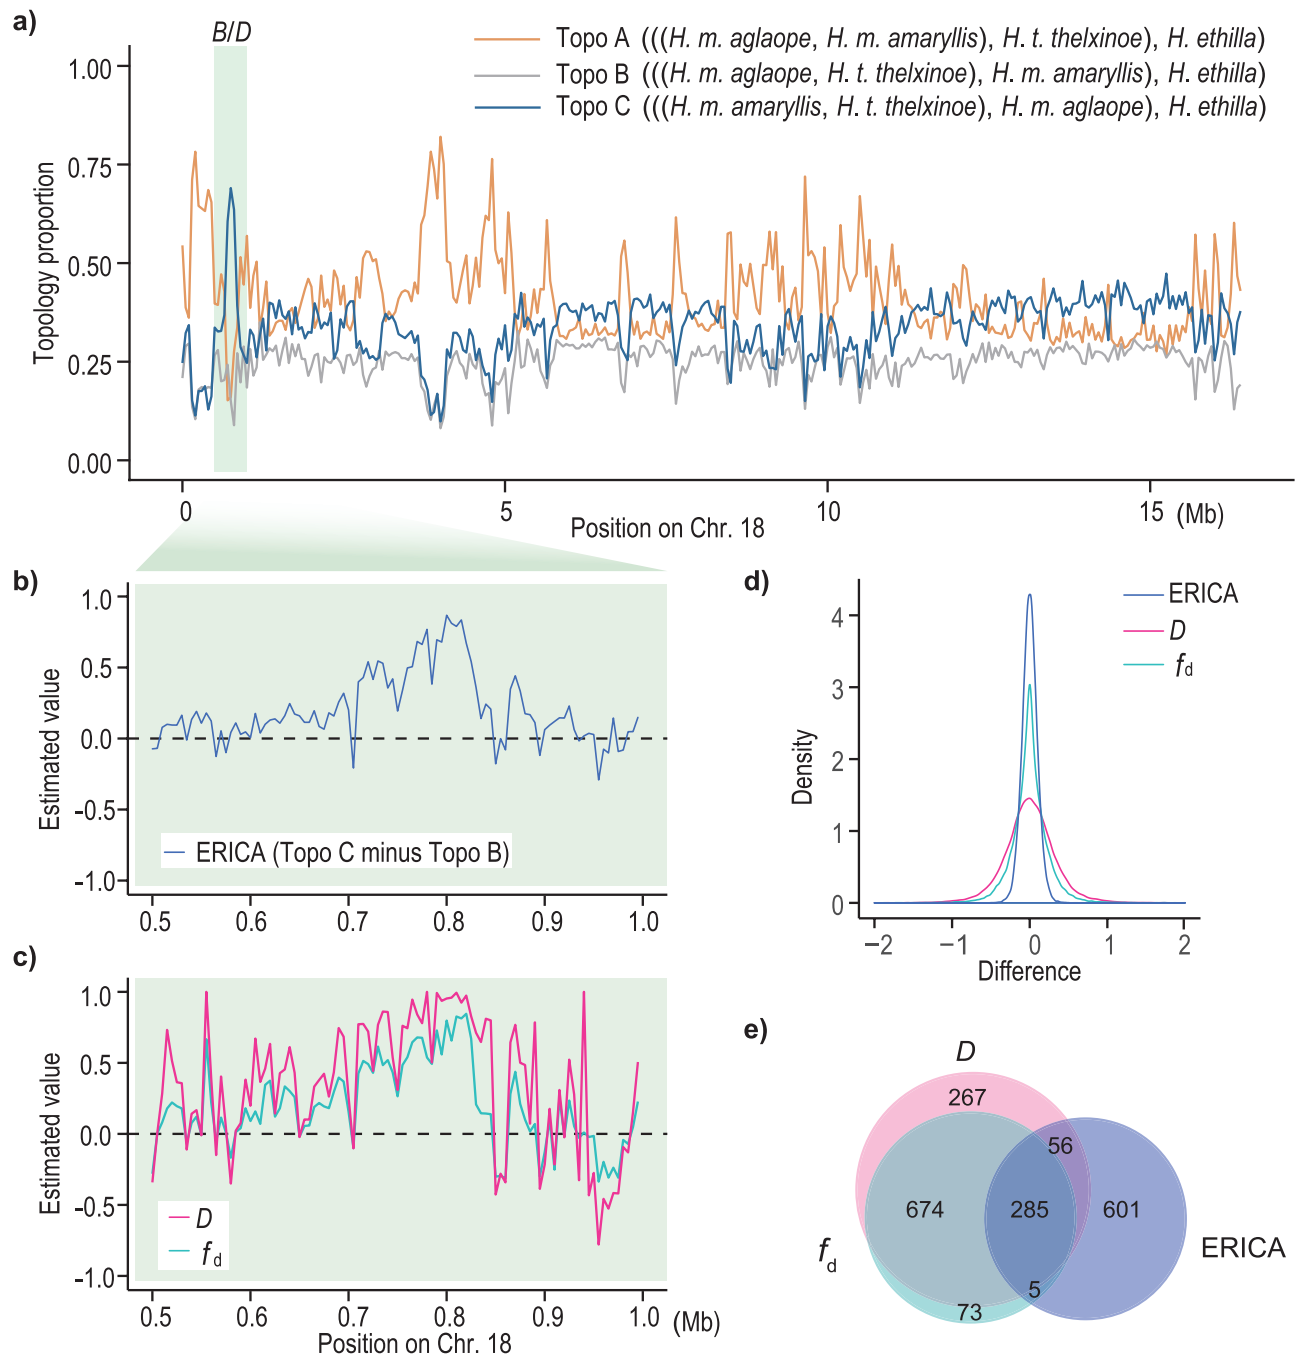 a)
B/D
Topo A (((H. m. aglaope, H. m. amaryllis), H. t. thelxinoe), H. ethilla)
Topo B (((H. m. aglaope, H. t. thelxinoe), H. m. amaryllis), H. ethilla)
Topo C (((H. m. amaryllis, H. t. thelxinoe), H. m. aglaope), H. ethilla)
Topology proportion
1.00
0.75
0.50
0.25
0.00
0 5 10 15 (Mb)
Position on Chr. 18
b)
Estimated value
1.0
0.5
0.0
-0.5
-1.0
ERICA (Topo C minus Topo B)
0.5 0.6 0.7 0.8 0.9 1.0
c)
Estimated value
1.0
0.5
0.0
-0.5
-1.0
D
fd
0.5 0.6 0.7 0.8 0.9 1.0 (Mb)
Position on Chr. 18
d)
ERICA
D
fd
Density
4
3
2
1
0
−2 −1 0 1 2
Difference
e)
D
267
56
674 285 601
fd
ERICA
5
73